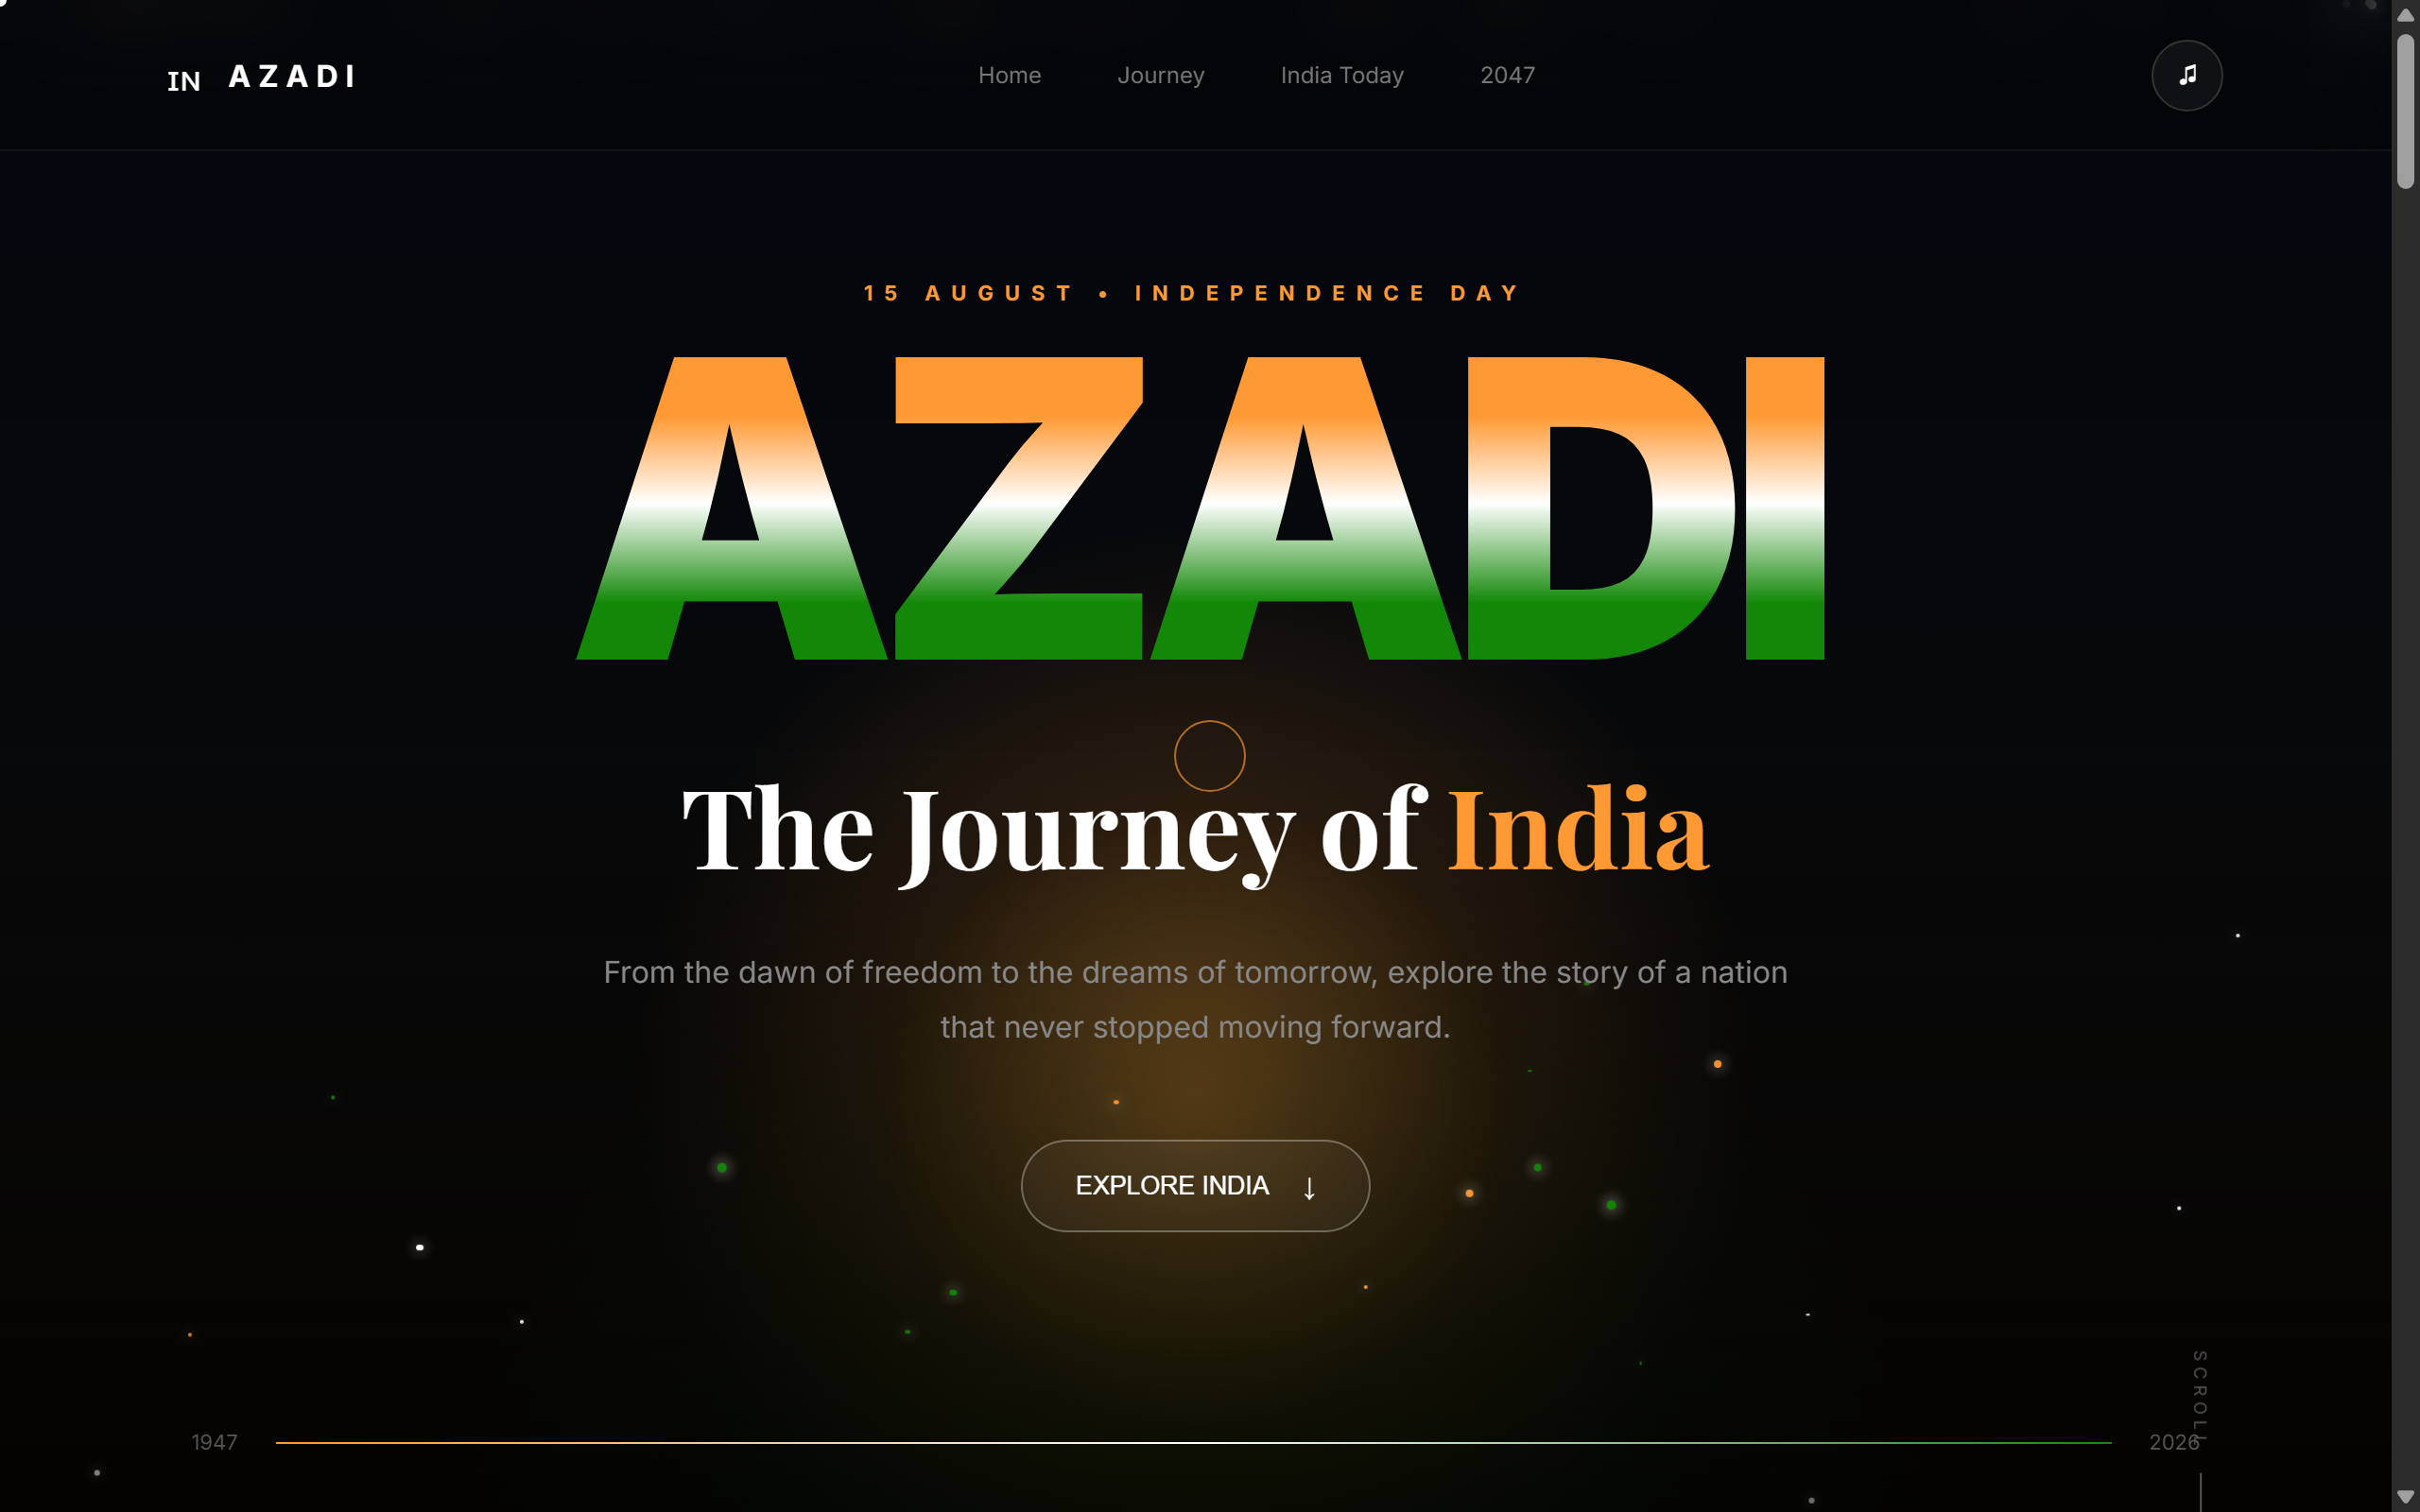 IN AZADI
Home Journey India Today 2047
15 AUGUST • INDEPENDENCE DAY
AZADI
The Journey of India
From the dawn of freedom to the dreams of tomorrow, explore the story of a nation
that never stopped moving forward.
EXPLORE INDIA ↓
1947
2026
SCROLL